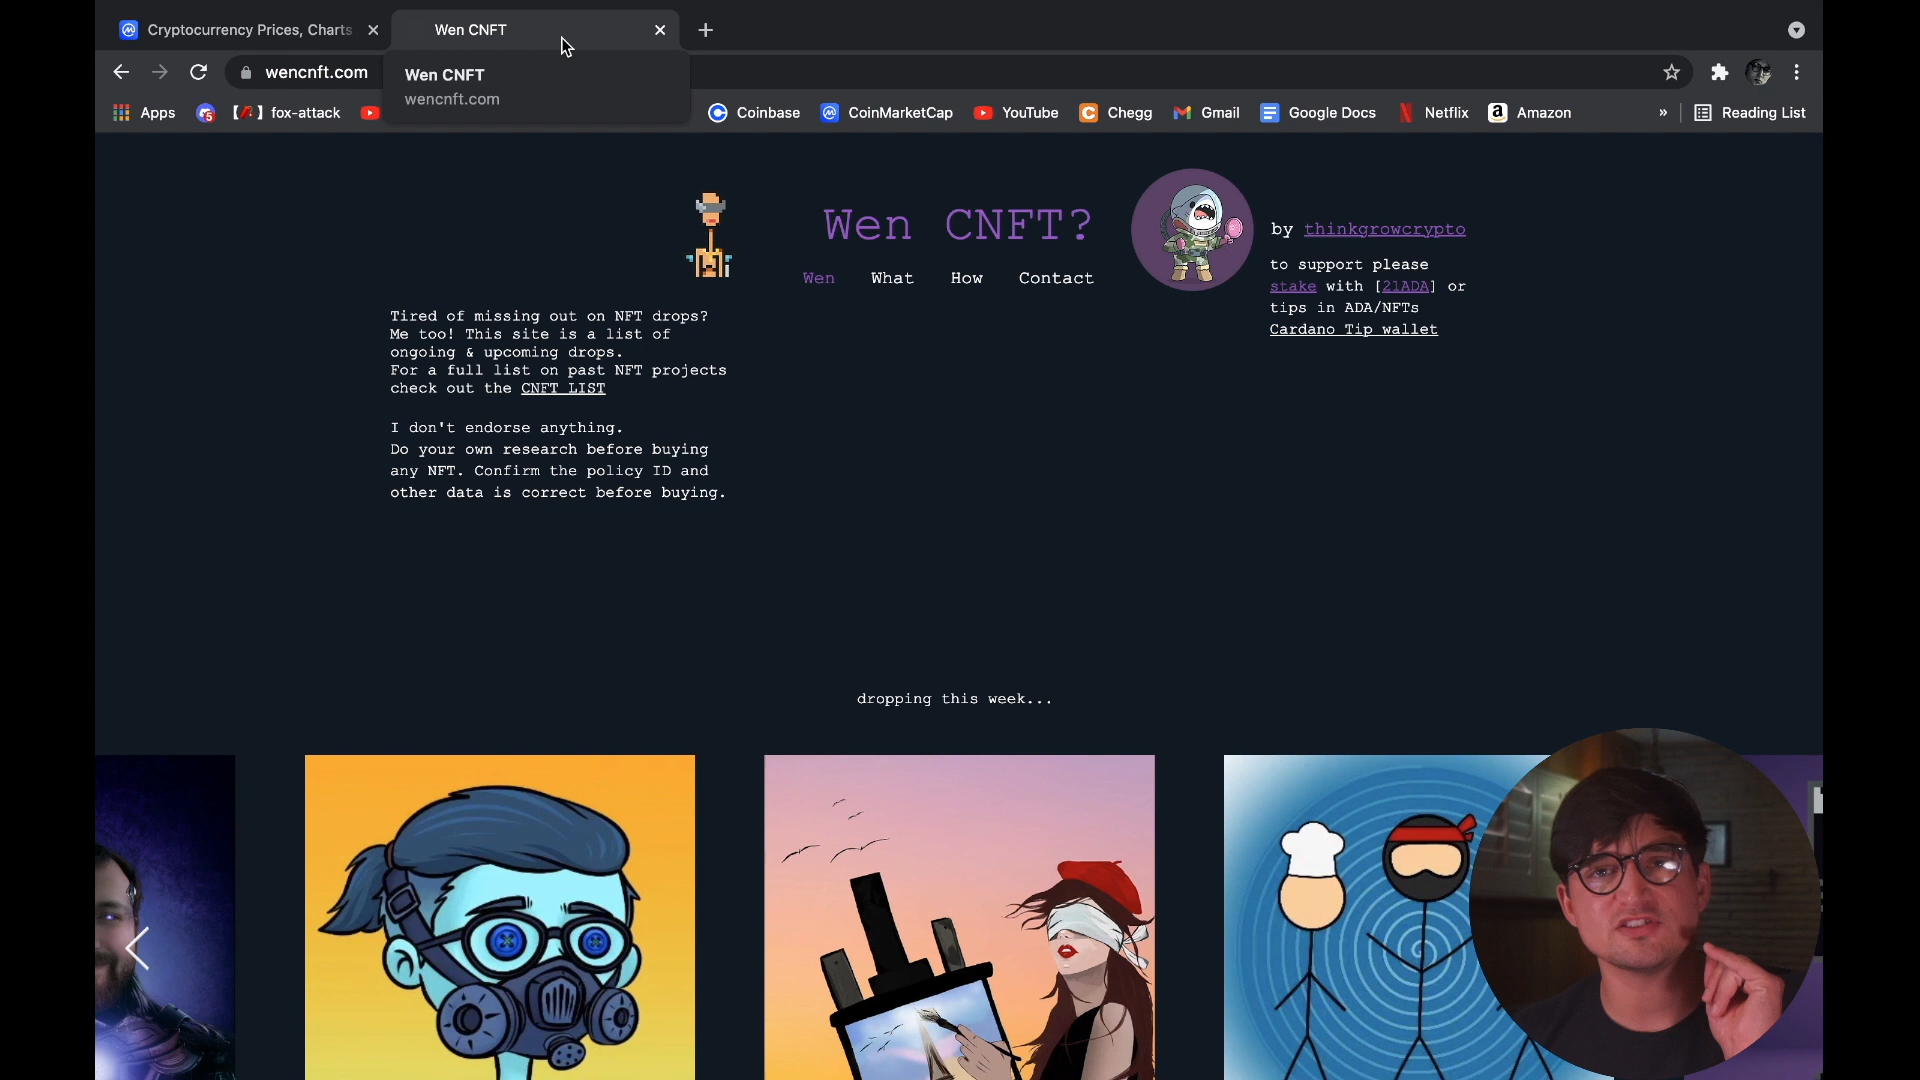 Cryptocurrency Prices, Charts
Wen CNFT
wencnft.com
Wen CNFT
wencnft.com
Apps
5
【 】 fox-attack
Coinbase
CoinMarketCap
YouTube
Chegg
Gmail
Google Docs
Netflix
Amazon
»
Reading List
Wen CNFT?
Wen
What
How
Contact
by thinkgrowcrypto
to support please
stake with [21ADA] or
tips in ADA/NFTs
Cardano Tip wallet
Tired of missing out on NFT drops?
Me too! This site is a list of
ongoing & upcoming drops.
For a full list on past NFT projects
check out the CNFT LIST
I don't endorse anything.
Do your own research before buying
any NFT. Confirm the policy ID and
other data is correct before buying.
dropping this week...